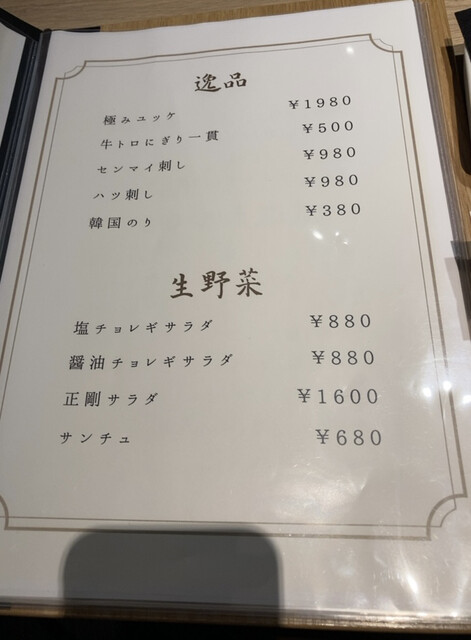 逸品
極みユッケ ¥1980
牛トロにぎり一貫 ¥500
センマイ刺し ¥980
ハツ刺し ¥980
韓国のり ¥380
生野菜
塩チョレギサラダ ¥880
醤油チョレギサラダ ¥880
正剛サラダ ¥1600
サンチュ ¥680